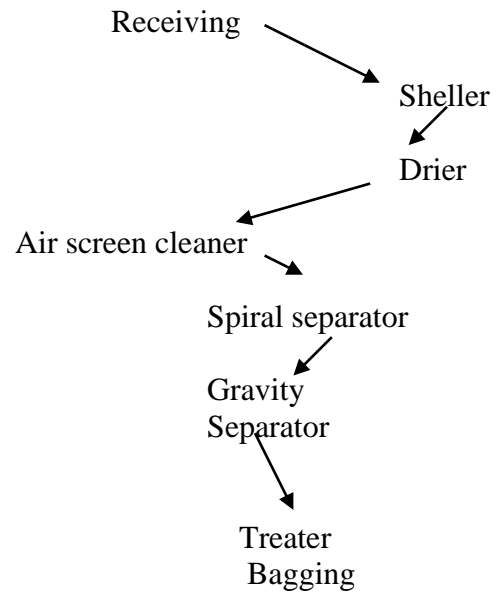 Receiving
Sheller
Drier
Air screen cleaner
Spiral separator
Gravity
Separator
Treater
Bagging